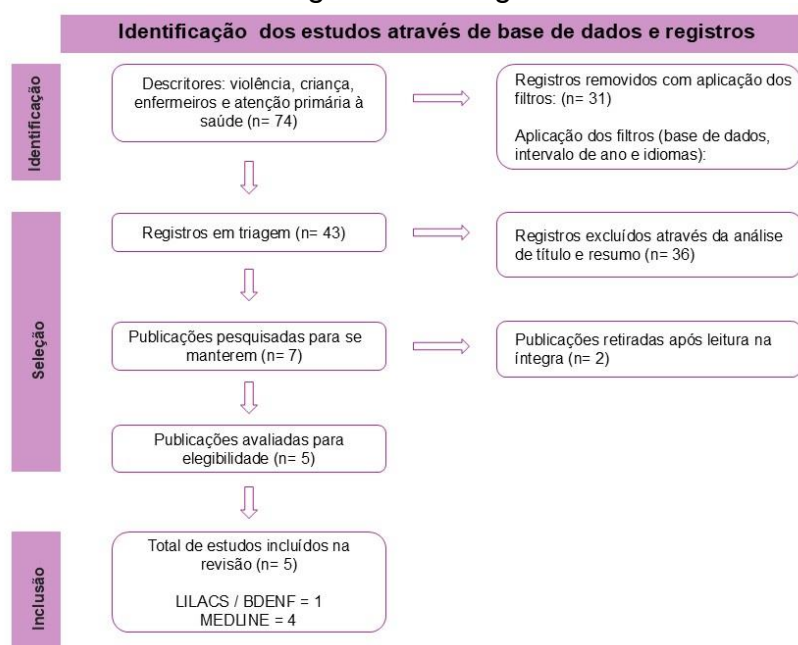 Identificação dos estudos através de base de dados e registros
Identificação
Descritores: violência, criança,
enfermeiros e atenção primária à
saúde (n= 74)
Registros removidos com aplicação dos
filtros: (n= 31)
Aplicação dos filtros (base de dados,
intervalo de ano e idiomas):
Seleção
Registros em triagem (n= 43)
Registros excluídos através da análise
de título e resumo (n= 36)
Publicações pesquisadas para se
manterem (n= 7)
Publicações retiradas após leitura na
íntegra (n= 2)
Publicações avaliadas para
elegibilidade (n= 5)
Inclusão
Total de estudos incluídos na
revisão (n= 5)
LILACS / BDENF = 1
MEDLINE = 4